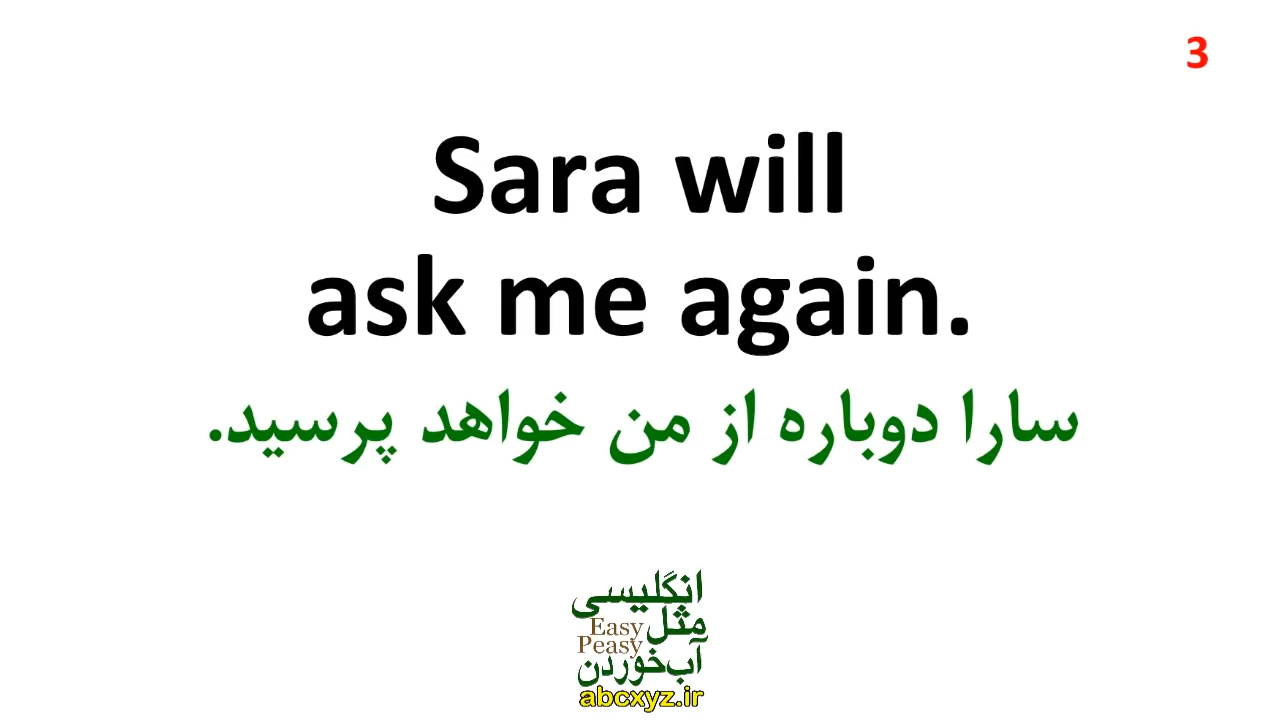 3
Sara will
ask me again.
سارا دوباره از من خواهد پرسید.
انگلیسی
مثل
Easy
Peasy
آب‌خوردن
abcxyz.ir